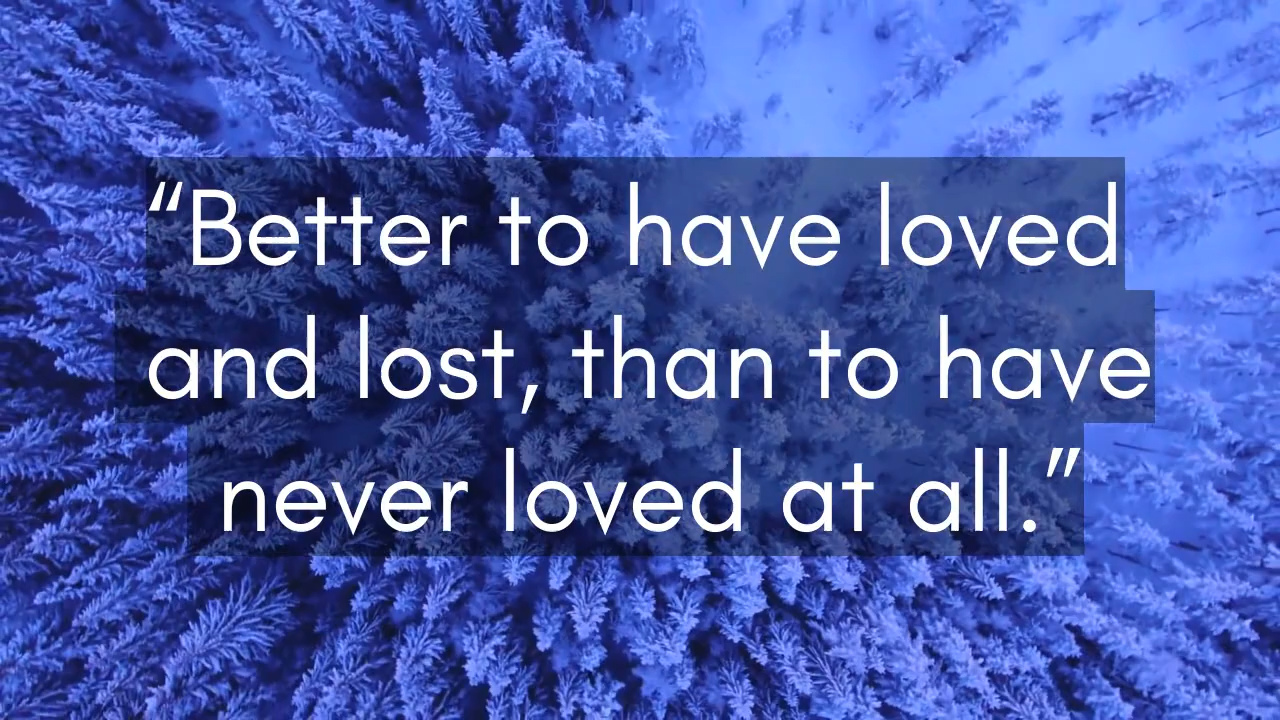 “Better to have loved
and lost, than to have
never loved at all.”